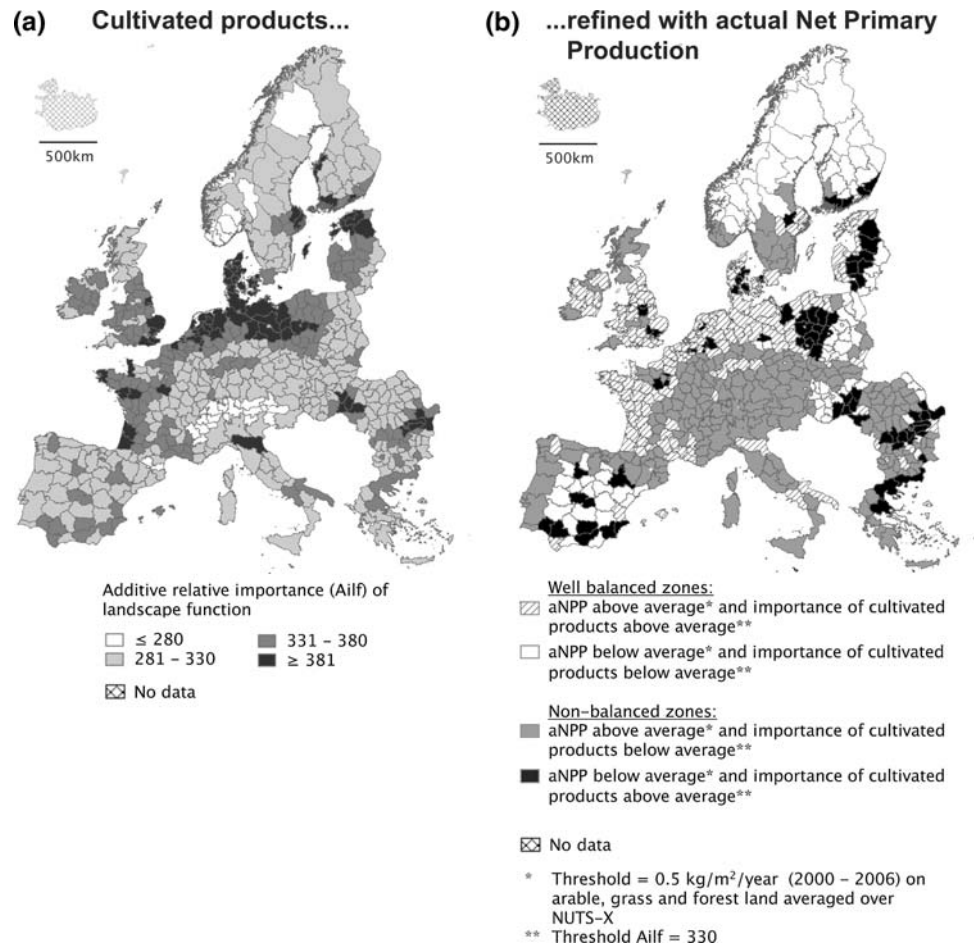 (a) Cultivated products...
500km
Additive relative importance (Ailf) of
landscape function
≤ 280
331 – 380
281 – 330
≥ 381
No data
(b) ...refined with actual Net Primary
Production
500km
Well balanced zones:
aNPP above average* and importance of cultivated
products above average**
aNPP below average* and importance of cultivated
products below average**
Non-balanced zones:
aNPP above average* and importance of cultivated
products below average**
aNPP below average* and importance of cultivated
products above average**
No data
* Threshold = 0.5 kg/m²/year (2000 – 2006) on
arable, grass and forest land averaged over
NUTS-X
** Threshold Ailf = 330